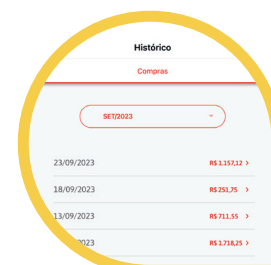 Histórico
Compras
SET/2023
23/09/2023 R$ 1.157,12 >
18/09/2023 R$ 251,75 >
13/09/2023 R$ 711,55 >
R$ 1.718,25 >